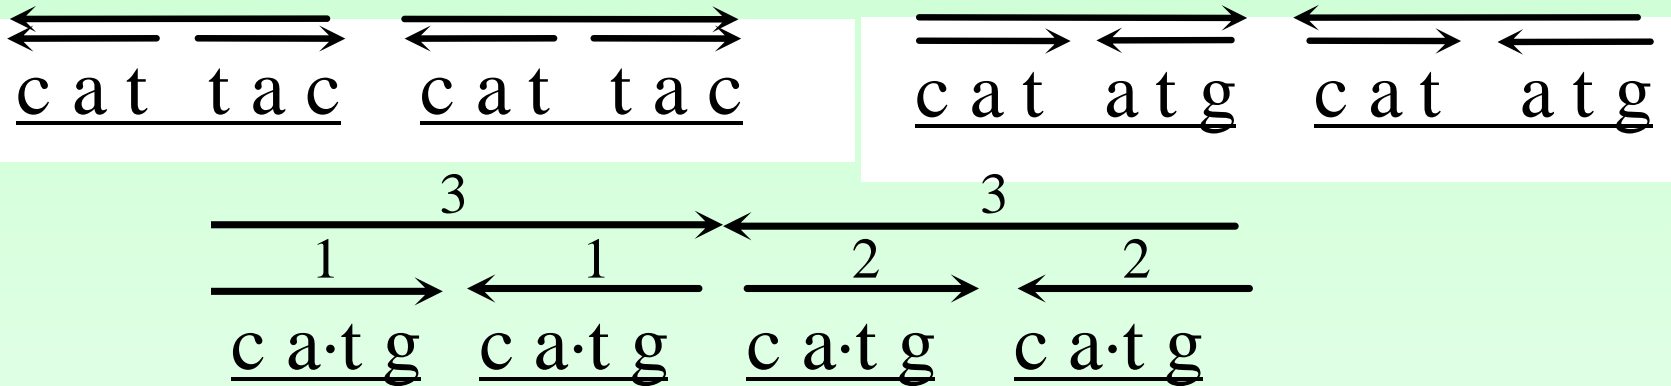 c a t t a c c a t t a c c a t a t g c a t a t g
3 3
1 1 2 2
c a·t g c a·t g c a·t g c a·t g